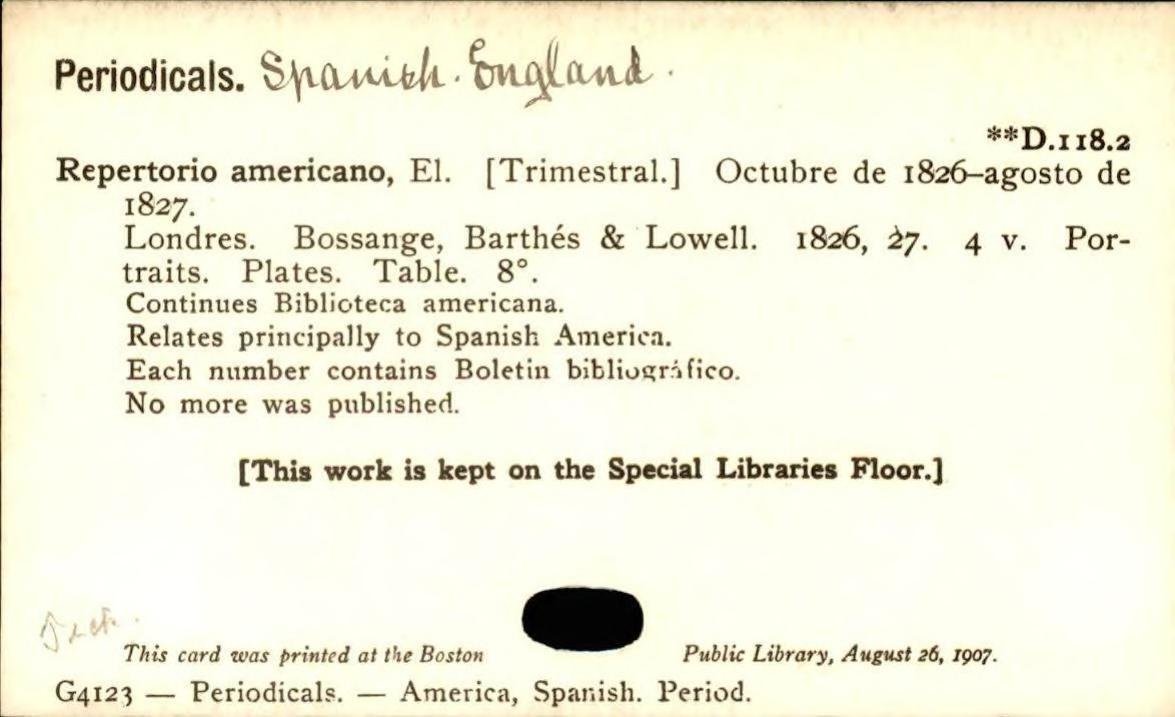 Periodicals. Spanish. England.
**D.118.2
Repertorio americano, El. [Trimestral.] Octubre de 1826–agosto de
1827.
Londres. Bossange, Barthés & Lowell. 1826, 27. 4 v. Por-
traits. Plates. Table. 8°.
Continues Biblioteca americana.
Relates principally to Spanish America.
Each number contains Boletin bibliográfico.
No more was published.
[This work is kept on the Special Libraries Floor.]
This card was printed at the Boston Public Library, August 26, 1907.
G4123 — Periodicals. — America, Spanish. Period.